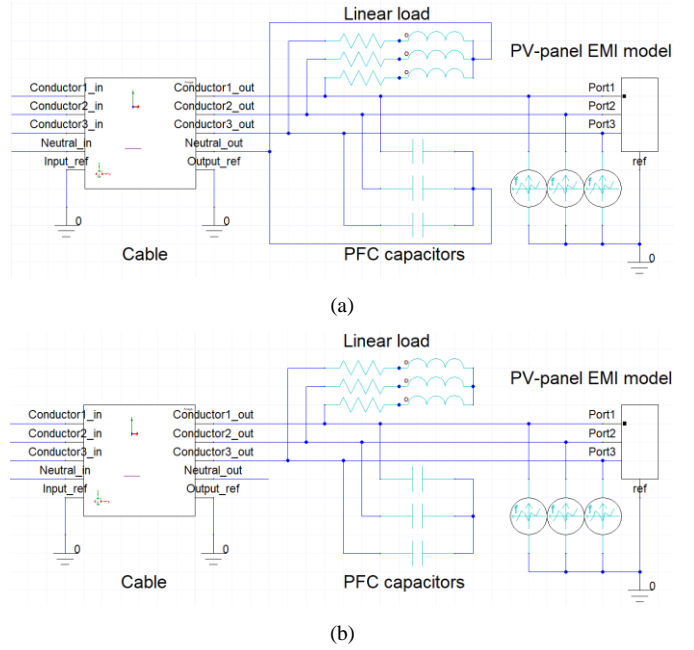 Linear load
PV-panel EMI model
Conductor1_in
Conductor1_out
Port1
Conductor2_in
Conductor2_out
Port2
Conductor3_in
Conductor3_out
Port3
Neutral_in
Neutral_out
Input_ref
Output_ref
ref
f f f
0
0
0
Cable
PFC capacitors
(a)
Linear load
PV-panel EMI model
Conductor1_in
Conductor1_out
Port1
Conductor2_in
Conductor2_out
Port2
Conductor3_in
Conductor3_out
Port3
Neutral_in
Neutral_out
Input_ref
Output_ref
ref
f f f
0
0
0
Cable
PFC capacitors
(b)